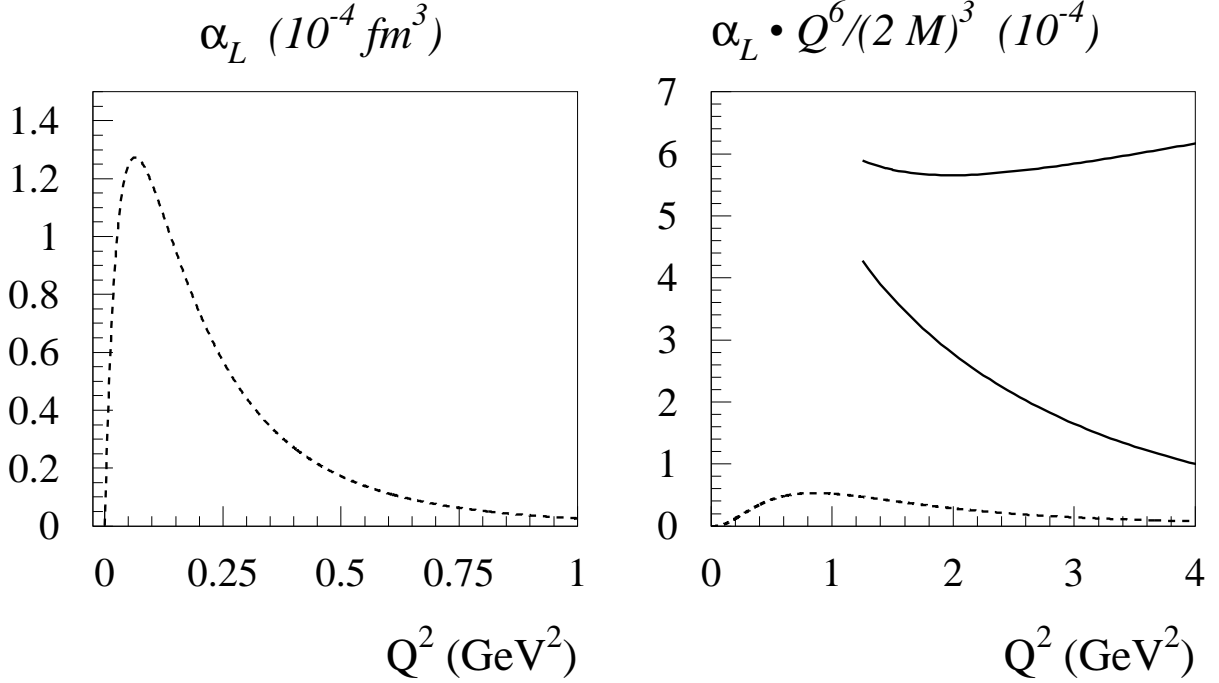 α_L (10^-4 fm^3)
1.4
1.2
1
0.8
0.6
0.4
0.2
0
0 0.25 0.5 0.75 1
Q^2 (GeV^2)
α_L • Q^6/(2 M)^3 (10^-4)
7
6
5
4
3
2
1
0
0 1 2 3 4
Q^2 (GeV^2)